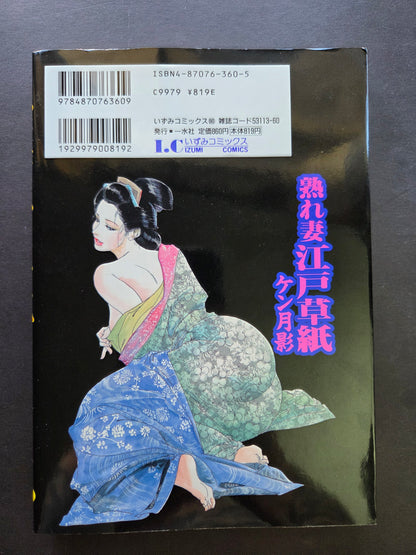 ISBN4-87076-360-5
C9979 ¥819E
9784870763609
いずみコミックス⑯ 雑誌コード53113-60
発行・一水社 定価860円 本体819円
1929979008192
I.C いずみコミックス
IZUMI COMICS
熟れ妻江戸草紙
ケン月影